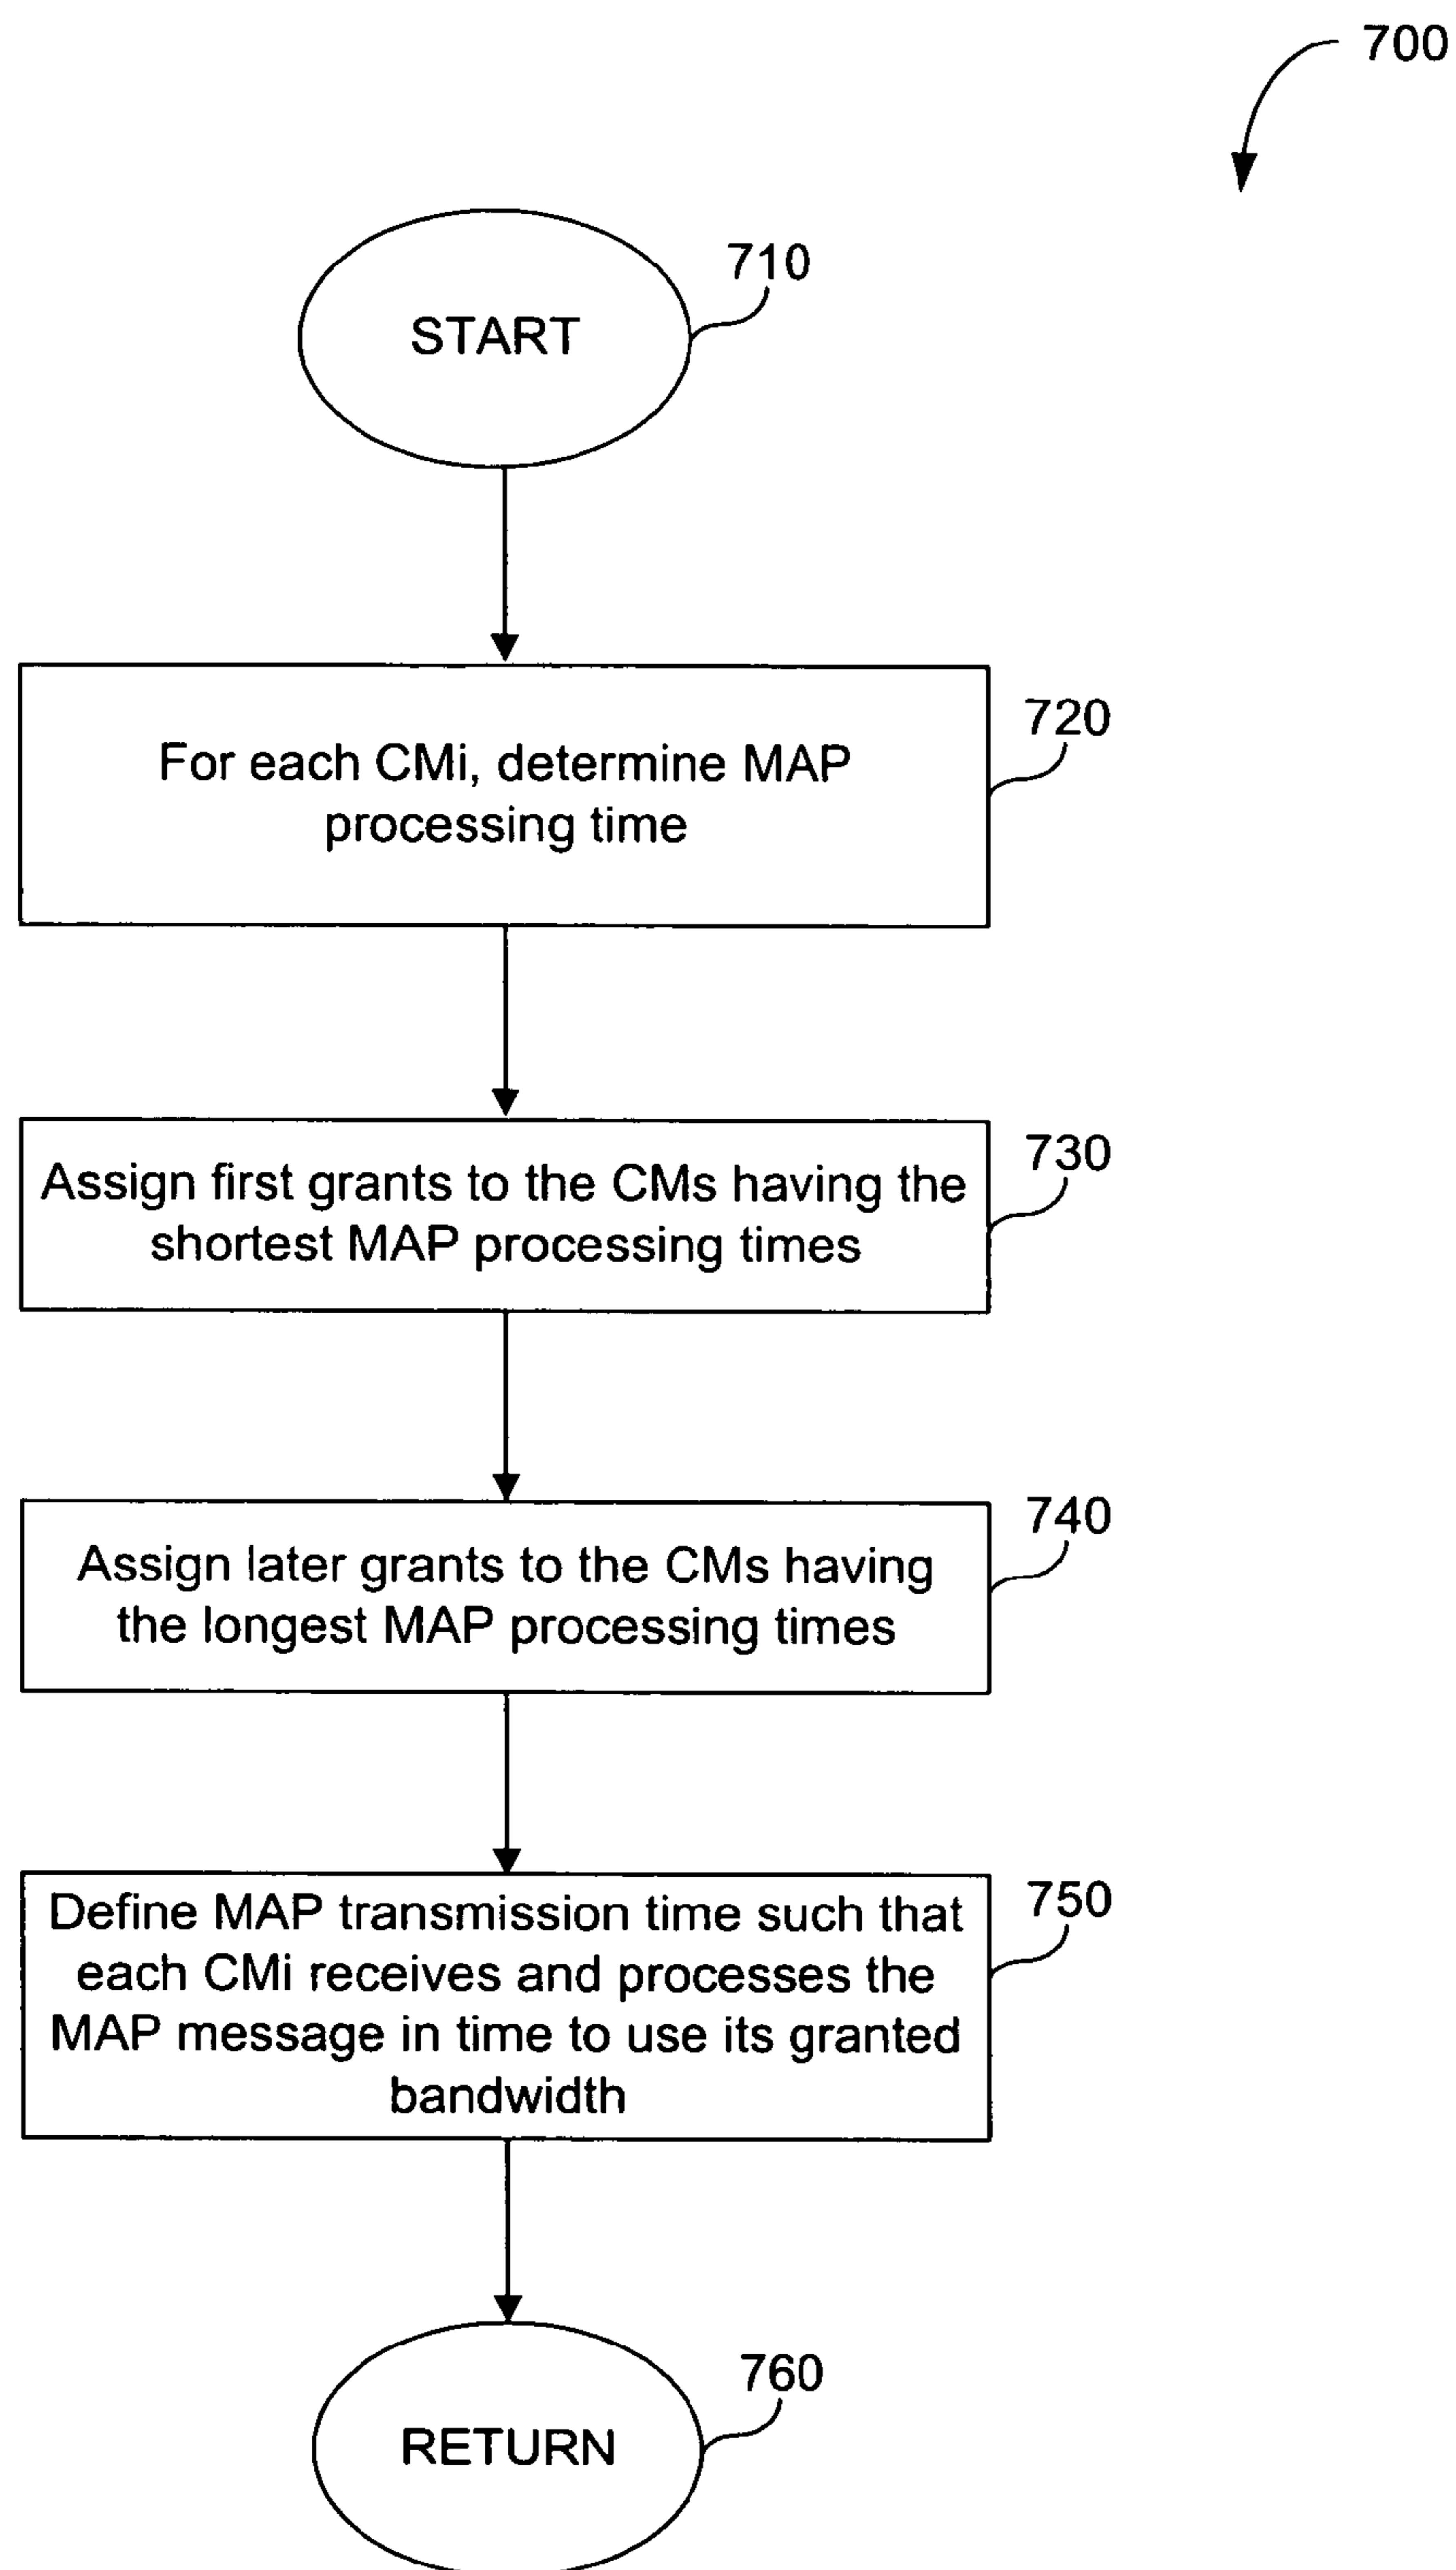 700
710
START
720
For each CMi, determine MAP
processing time
730
Assign first grants to the CMs having the
shortest MAP processing times
740
Assign later grants to the CMs having
the longest MAP processing times
750
Define MAP transmission time such that
each CMi receives and processes the
MAP message in time to use its granted
bandwidth
760
RETURN